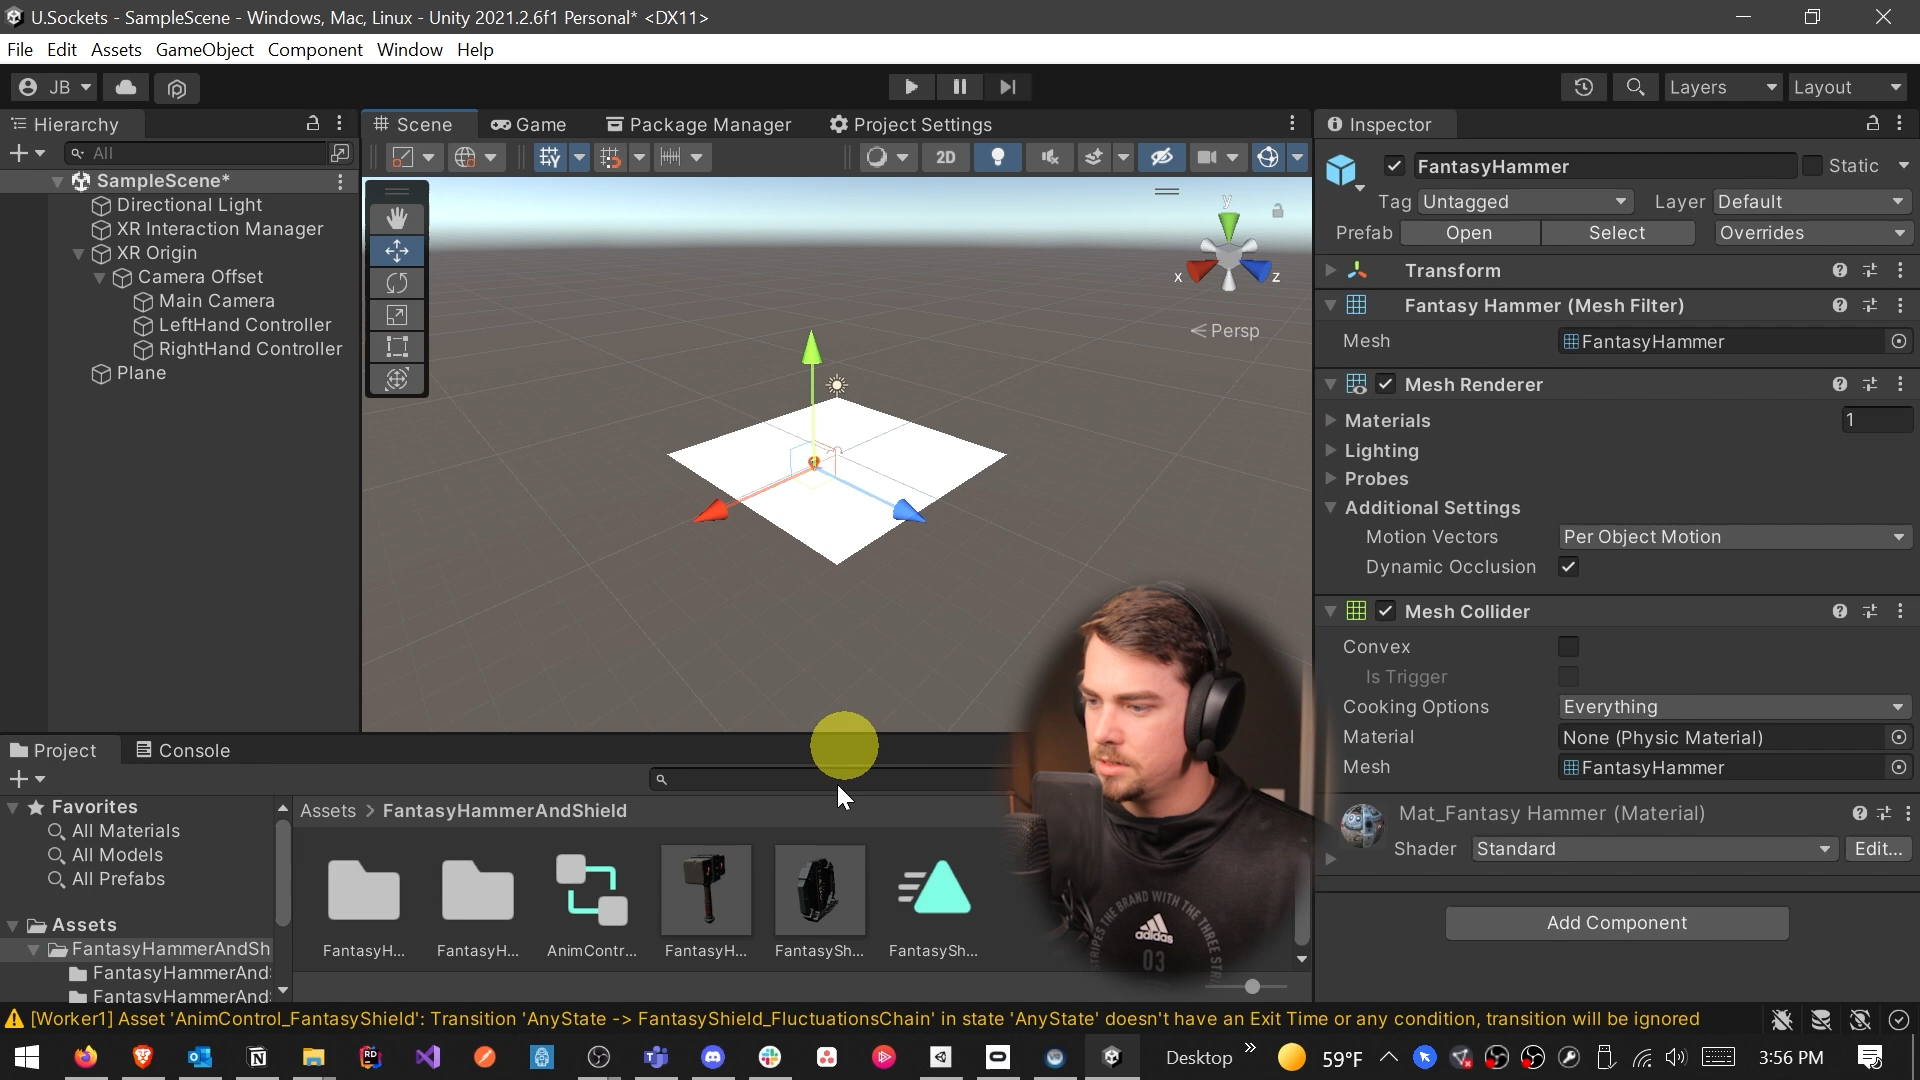 U.Sockets - SampleScene - Windows, Mac, Linux - Unity 2021.2.6f1 Personal* <DX11>
File Edit Assets GameObject Component Window Help
JB Layers Layout
Hierarchy
All
SampleScene*
Directional Light
XR Interaction Manager
XR Origin
Camera Offset
Main Camera
LeftHand Controller
RightHand Controller
Plane
Scene Game Package Manager Project Settings
2D
y
x z
Persp
Inspector
FantasyHammer Static
Tag Untagged Layer Default
Prefab Open Select Overrides
Transform
Fantasy Hammer (Mesh Filter)
Mesh FantasyHammer
Mesh Renderer
Materials 1
Lighting
Probes
Additional Settings
Motion Vectors Per Object Motion
Dynamic Occlusion
Mesh Collider
Convex
Is Trigger
Cooking Options Everything
Material None (Physic Material)
Mesh FantasyHammer
Mat_Fantasy Hammer (Material)
Shader Standard Edit...
Add Component
Project Console
Favorites
All Materials
All Models
All Prefabs
Assets
FantasyHammerAndSh
FantasyHammerAnd
FantasyHammerAnd
Assets > FantasyHammerAndShield
FantasyH... FantasyH... AnimContr... FantasyH... FantasySh... FantasySh...
THE BRAND WITH THE THREE
adidas
03
[Worker1] Asset 'AnimControl_FantasyShield': Transition 'AnyState -> FantasyShield_FluctuationsChain' in state 'AnyState' doesn't have an Exit Time or any condition, transition will be ignored
Desktop 59°F 3:56 PM